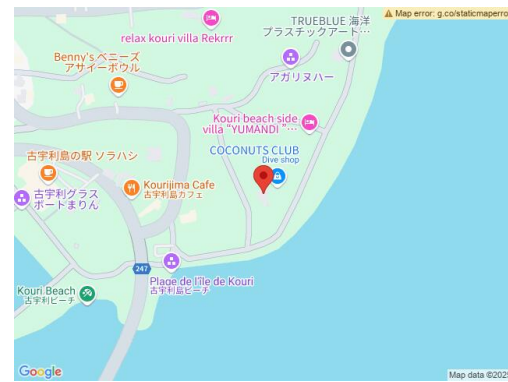 Map error: g.co/staticmaperro
relax kouri villa Rekrrr
TRUEBLUE 海洋
プラスチックアート…
Benny's ベニーズ
アサイーボウル
アガリヌハー
Kouri beach side
villa "YUMANDI "…
COCONUTS CLUB
Dive shop
古宇利島の駅 ソラハシ
Kourijima Cafe
古宇利島カフェ
古宇利グラス
ボートまりん
247
Plage de l'île de Kouri
古宇利島ビーチ
Kouri Beach
古宇利ビーチ
Google
Map data ©2025